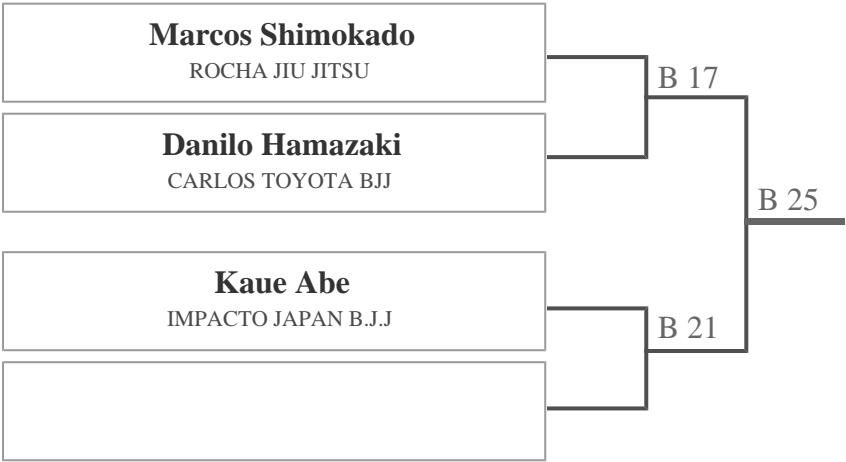 Marcos Shimokado
ROCHA JIU JITSU
B 17
Danilo Hamazaki
CARLOS TOYOTA BJJ
B 25
Kaue Abe
IMPACTO JAPAN B.J.J
B 21